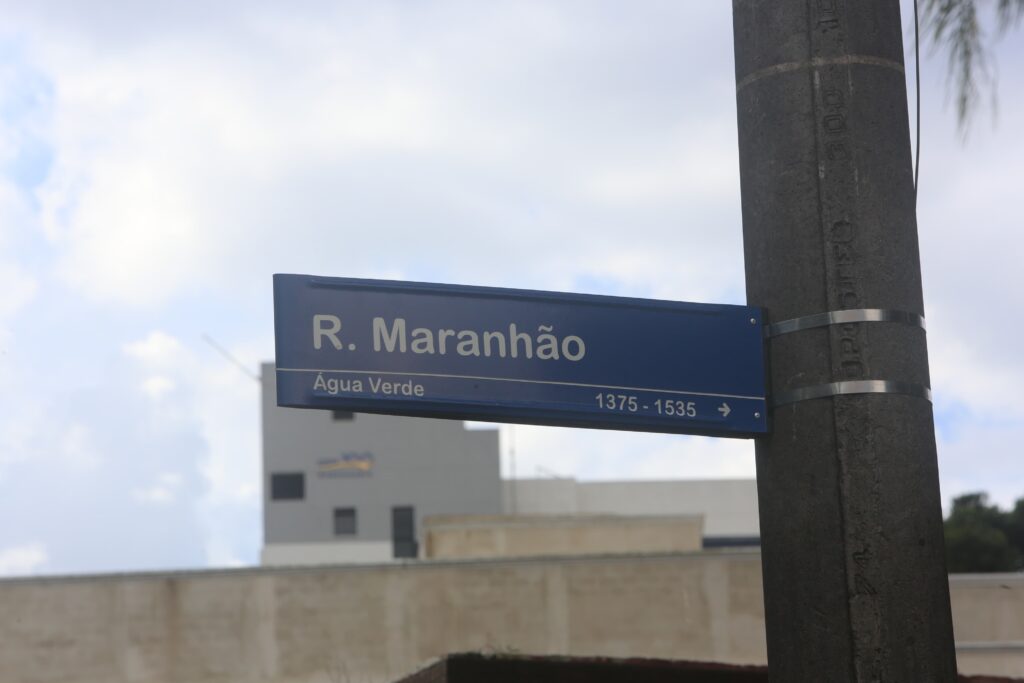 R. Maranhão
Água Verde
1375 - 1535 →